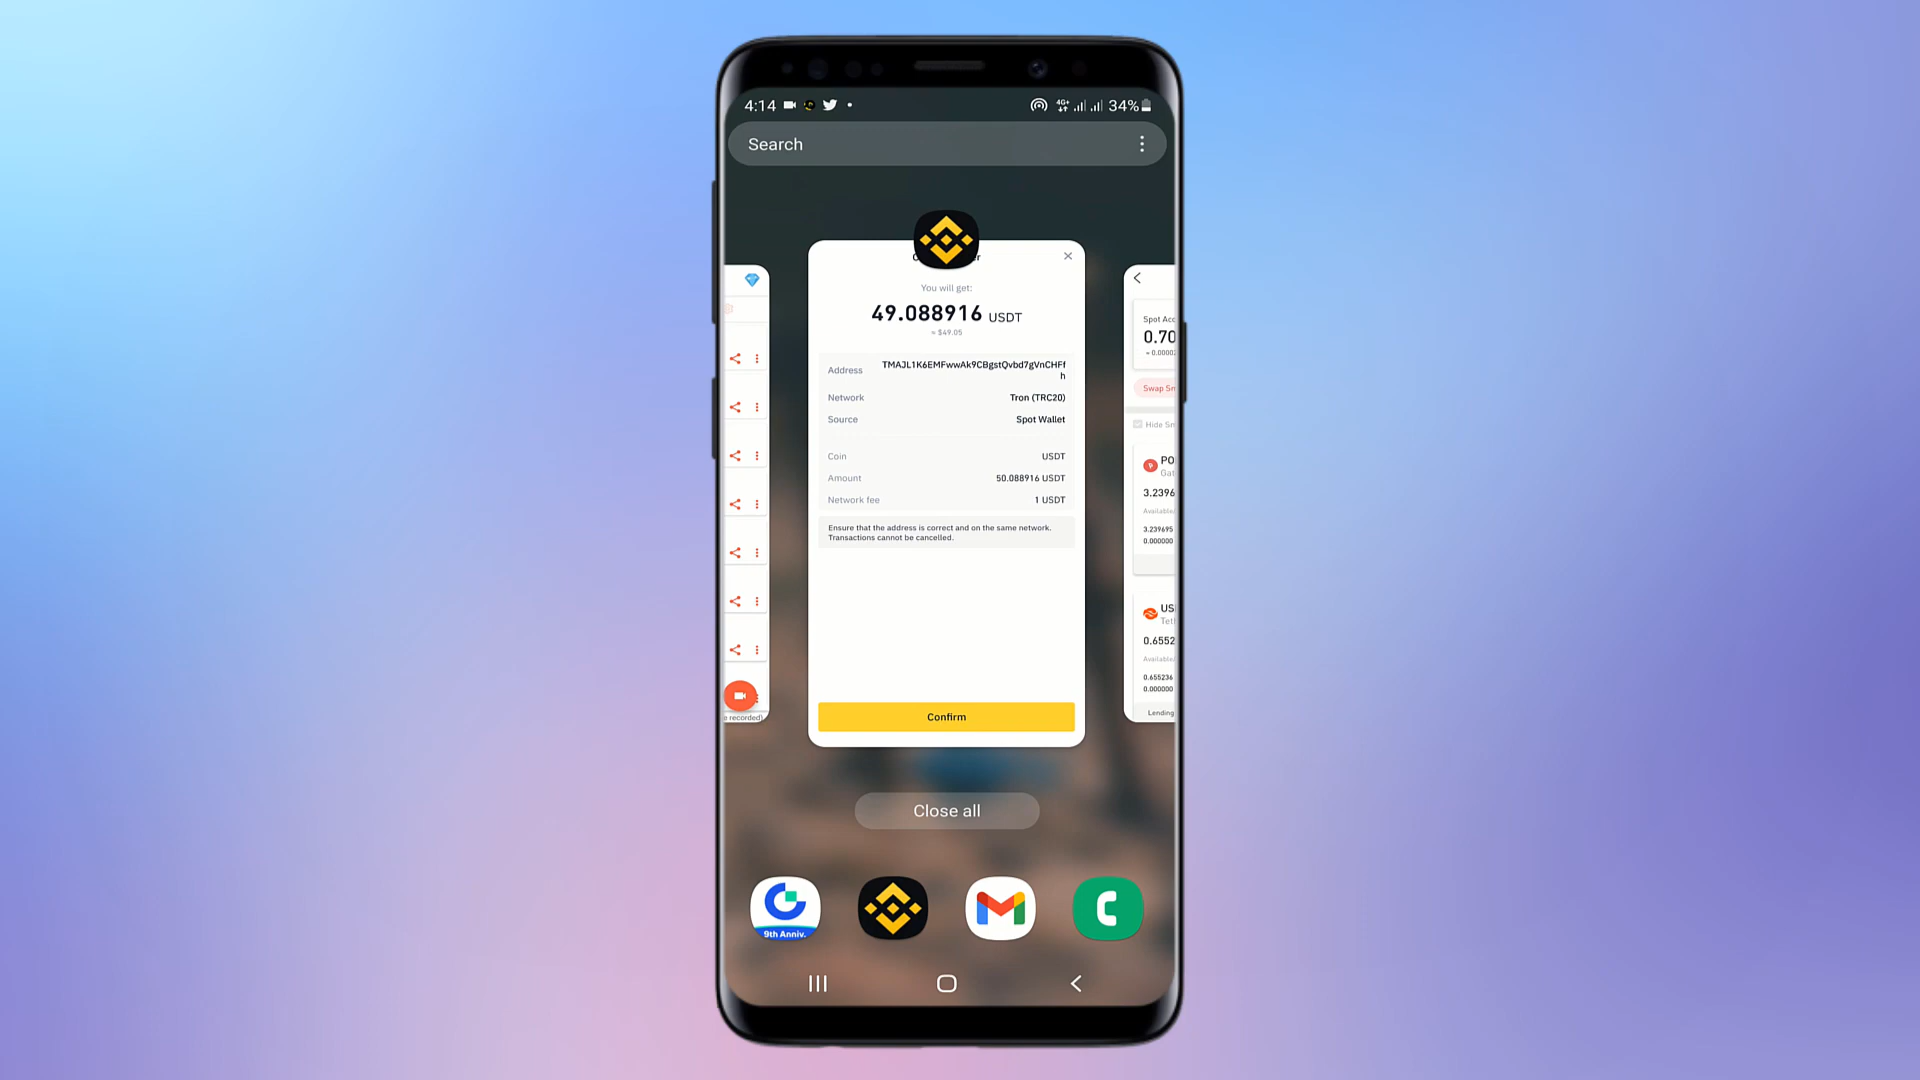 4:14
4G+
34%
Search
You will get:
49.088916 USDT
≈ $49.05
Address TMAJL1K6EMFwwAk9CBgstQvbd7gVnCHFf
h
Network Tron (TRC20)
Source Spot Wallet
Coin USDT
Amount 50.088916 USDT
Network fee 1 USDT
Ensure that the address is correct and on the same network.
Transactions cannot be cancelled.
Confirm
e recorded)
Spot Acc
0.70
≈ 0.00002
Swap Sm
Hide Sm
PO
Gat
3.2396
Available/
3.239695
0.000000
US
Tet
0.6552
Available/
0.655236
0.000000
Lending
Close all
9th Anniv.